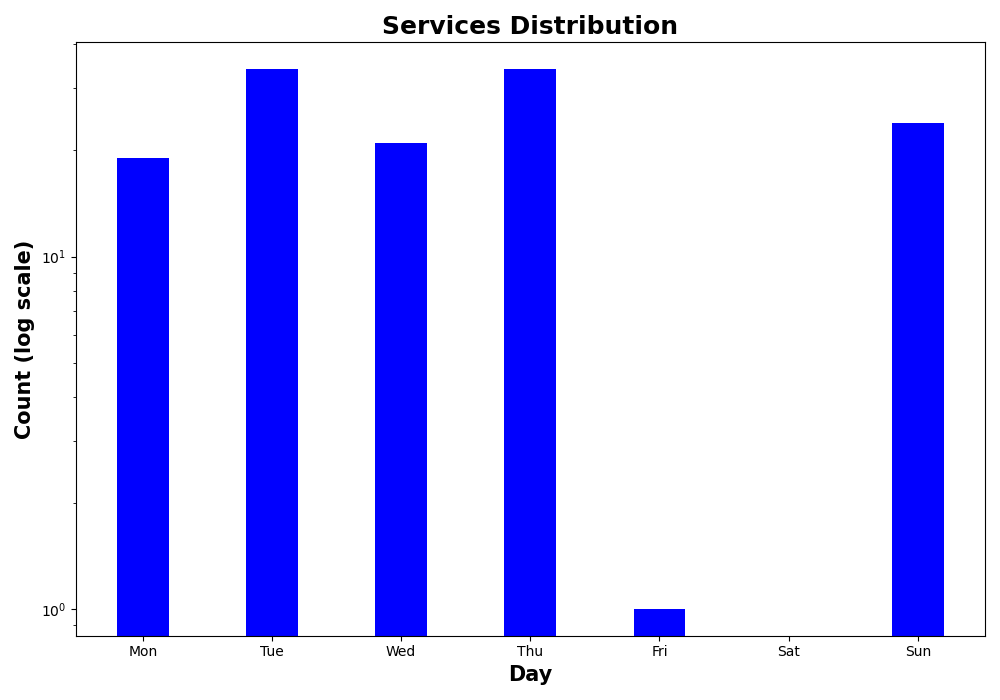 Services Distribution
Count (log scale)
10¹
10⁰
Mon Tue Wed Thu Fri Sat Sun
Day